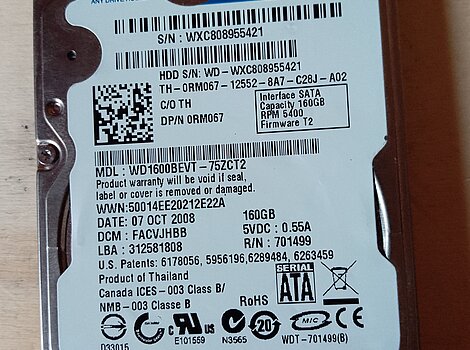 S/N : WXC808955421
HDD S/N: WD-WXC808955421
TH-0RM067-12552-8A7-C28J-A02
C/O TH
DP/N 0RM067
Interface SATA
Capacity 160GB
RPM 5400
Firmware T2
MDL: WD1600BEVT-75ZCT2
Product warranty will be void if seal,
label or cover is removed or damaged.
WWN:50014EE20212E22A
DATE: 07 OCT 2008 160GB
DCM: FACVJHBB 5VDC: 0.55A
LBA: 312581808 R/N: 701499
U.S. Patents: 6178056, 5956196,6289484, 6263459
Product of Thailand
Canada ICES-003 Class B/
NMB-003 Classe B
RoHS
SERIAL
ATA
US
20
MIC
CE
D33015 E101559 N3565 WDT-701499(B)